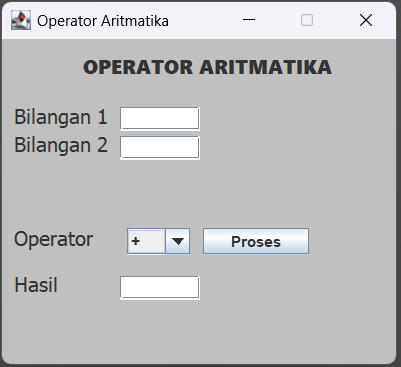 Operator Aritmatika
OPERATOR ARITMATIKA
Bilangan 1
Bilangan 2
Operator + Proses
Hasil